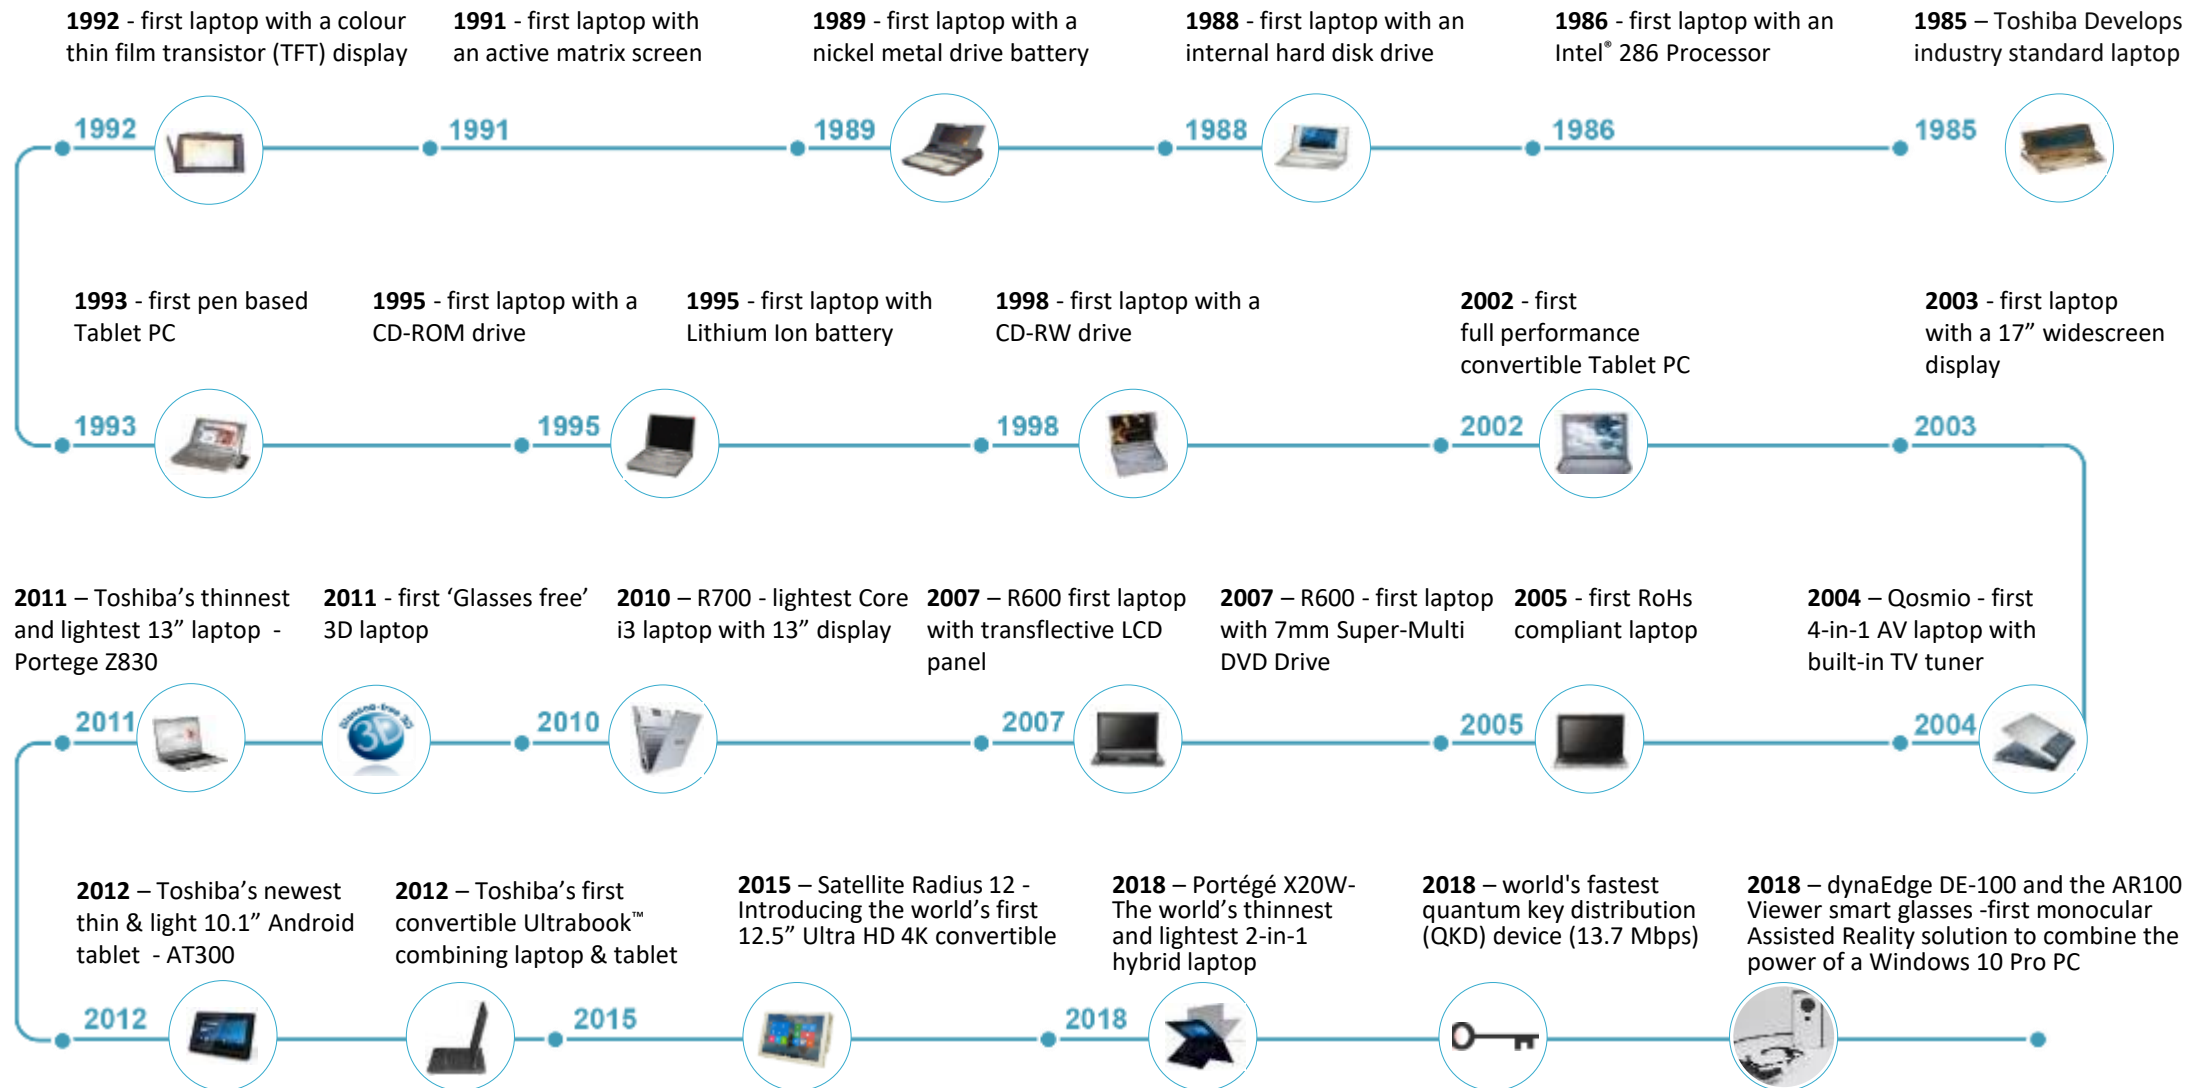 1992 - first laptop with a colour
thin film transistor (TFT) display
1991 - first laptop with
an active matrix screen
1989 - first laptop with a
nickel metal drive battery
1988 - first laptop with an
internal hard disk drive
1986 - first laptop with an
Intel® 286 Processor
1985 – Toshiba Develops
industry standard laptop
1992
1991
1989
1988
1986
1985
1993 - first pen based
Tablet PC
1995 - first laptop with a
CD-ROM drive
1995 - first laptop with
Lithium Ion battery
1998 - first laptop with a
CD-RW drive
2002 - first
full performance
convertible Tablet PC
2003 - first laptop
with a 17” widescreen
display
1993
1995
1998
2002
2003
2011 – Toshiba’s thinnest
and lightest 13” laptop -
Portege Z830
2011 - first ‘Glasses free’
3D laptop
2010 – R700 - lightest Core
i3 laptop with 13” display
2007 – R600 first laptop
with transflective LCD
panel
2007 – R600 - first laptop
with 7mm Super-Multi
DVD Drive
2005 - first RoHs
compliant laptop
2004 – Qosmio - first
4-in-1 AV laptop with
built-in TV tuner
2011
Glasses-free 3D
3D
2010
2007
2005
2004
2012 – Toshiba’s newest
thin & light 10.1” Android
tablet - AT300
2012 – Toshiba’s first
convertible Ultrabook™
combining laptop & tablet
2015 – Satellite Radius 12 -
Introducing the world’s first
12.5” Ultra HD 4K convertible
2018 – Portégé X20W-
The world’s thinnest
and lightest 2-in-1
hybrid laptop
2018 – world's fastest
quantum key distribution
(QKD) device (13.7 Mbps)
2018 – dynaEdge DE-100 and the AR100
Viewer smart glasses -first monocular
Assisted Reality solution to combine the
power of a Windows 10 Pro PC
2012
2015
2018